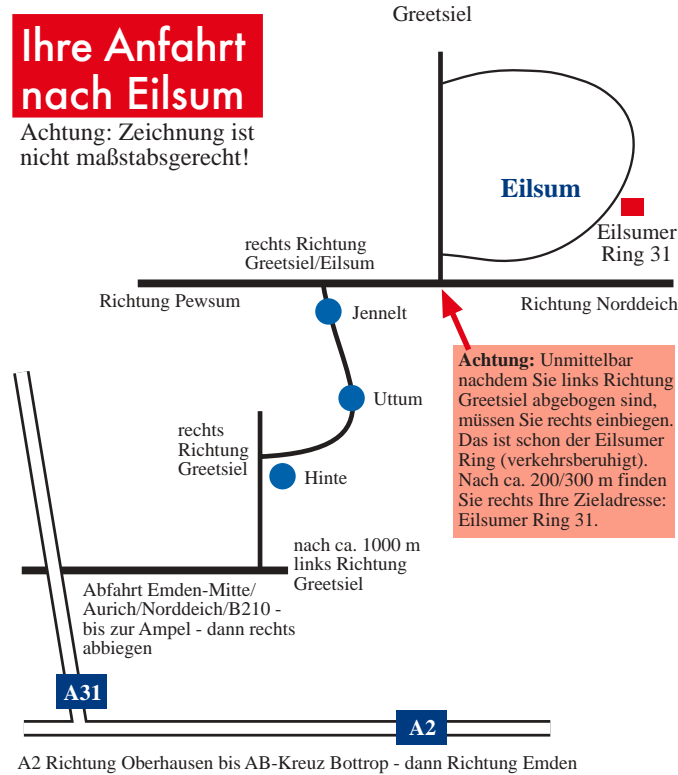 Ihre Anfahrt
nach Eilsum
Achtung: Zeichnung ist
nicht maßstabsgerecht!
Greetsiel
Eilsum
Eilsumer
Ring 31
rechts Richtung
Greetsiel/Eilsum
Richtung Pewsum
Richtung Norddeich
Jennelt
Achtung: Unmittelbar
nachdem Sie links Richtung
Greetsiel abgebogen sind,
müssen Sie rechts einbiegen.
Das ist schon der Eilsumer
Ring (verkehrsberuhigt).
Nach ca. 200/300 m finden
Sie rechts Ihre Zieladresse:
Eilsumer Ring 31.
Uttum
rechts
Richtung
Greetsiel
Hinte
nach ca. 1000 m
links Richtung
Greetsiel
Abfahrt Emden-Mitte/
Aurich/Norddeich/B210 -
bis zur Ampel - dann rechts
abbiegen
A31
A2
A2 Richtung Oberhausen bis AB-Kreuz Bottrop - dann Richtung Emden